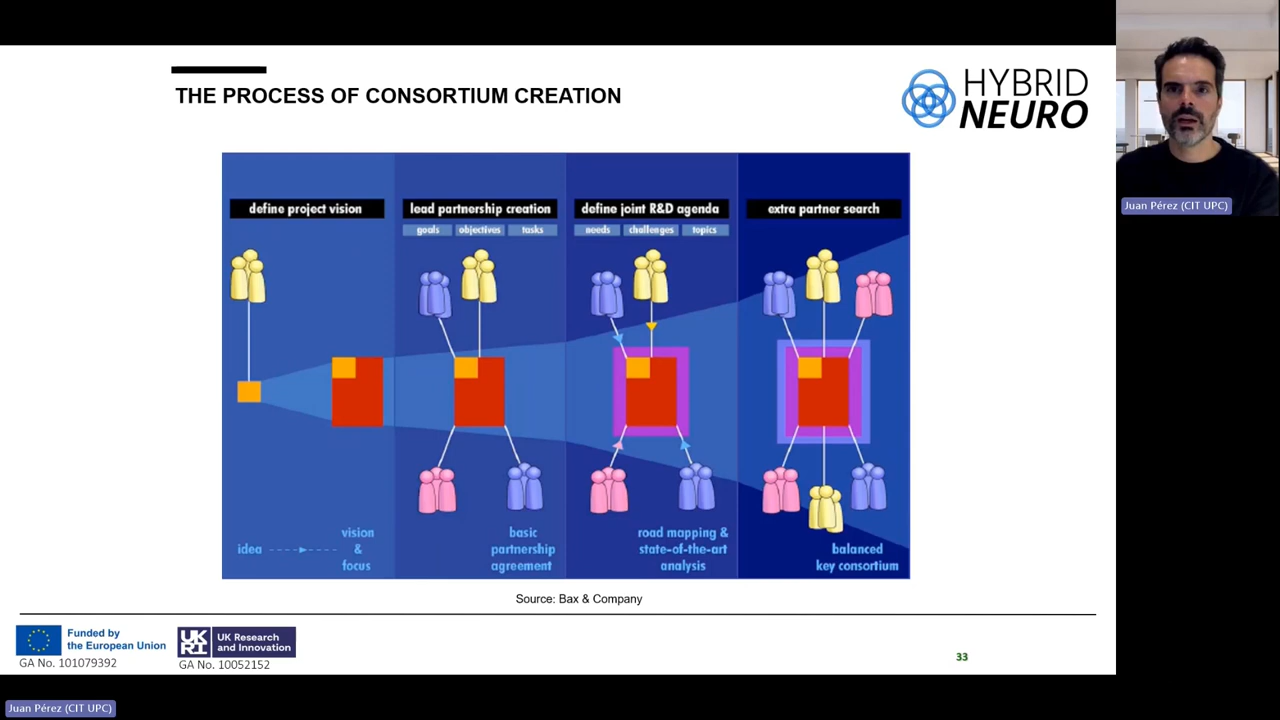 THE PROCESS OF CONSORTIUM CREATION
HYBRID
NEURO
Juan Pérez (CIT UPC)
define project vision
lead partnership creation
define joint R&D agenda
extra partner search
goals
objectives
tasks
needs
challenges
topics
idea
vision
&
focus
basic
partnership
agreement
road mapping &
state-of-the-art
analysis
balanced
key consortium
Source: Bax & Company
Funded by
the European Union
GA No. 101079392
UK
RI
UK Research
and Innovation
GA No. 10052152
33
Juan Pérez (CIT UPC)